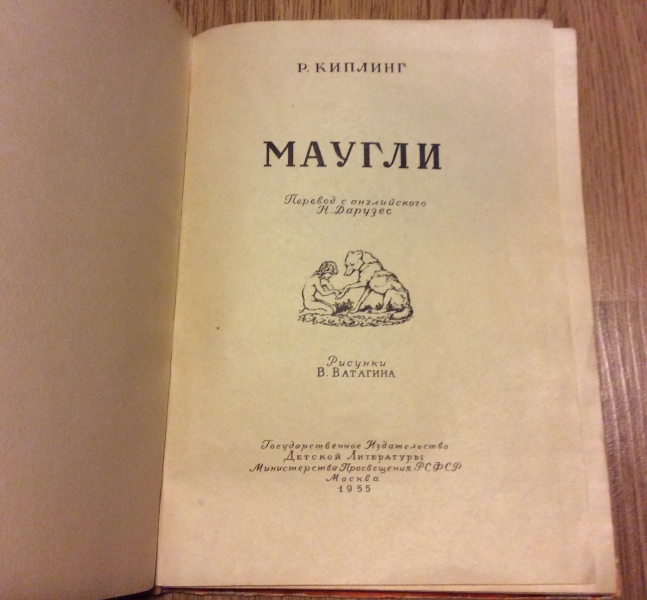 Р. КИПЛИНГ
МАУГЛИ
Перевод с английского
Н. Дарузес
Рисунки
В. ВАТАГИНА
Государственное Издательство
Детской Литературы
Министерства Просвещения РСФСР
Москва
1955